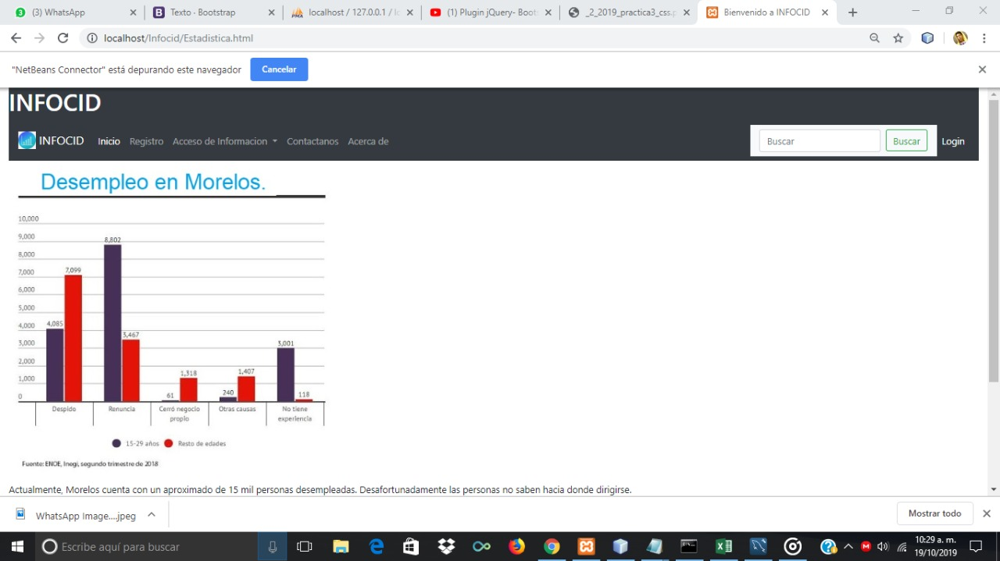 (3) WhatsApp
Texto · Bootstrap
localhost / 127.0.0.1 / lo
(1) Plugin jQuery- Boots
_2_2019_practica3_css.p
Bienvenido a INFOCID
localhost/Infocid/Estadistica.html
"NetBeans Connector" está depurando este navegador
Cancelar
INFOCID
INFOCID
Inicio
Registro
Acceso de Informacion
Contactanos
Acerca de
Buscar
Buscar
Login
Desempleo en Morelos.
10,000
9,000
8,000
7,000
6,000
5,000
4,000
3,000
2,000
1,000
0
4,085
7,099
8,802
3,467
61
1,318
240
1,407
3,001
118
Despido
Renuncia
Cerró negocio
propio
Otras causas
No tiene
experiencia
15-29 años
Resto de edades
Fuente: ENOE, Inegi, segundo trimestre de 2018
Actualmente, Morelos cuenta con un aproximado de 15 mil personas desempleadas. Desafortunadamente las personas no saben hacia donde dirigirse.
WhatsApp Image....jpeg
Mostrar todo
Escribe aquí para buscar
10:29 a. m.
19/10/2019